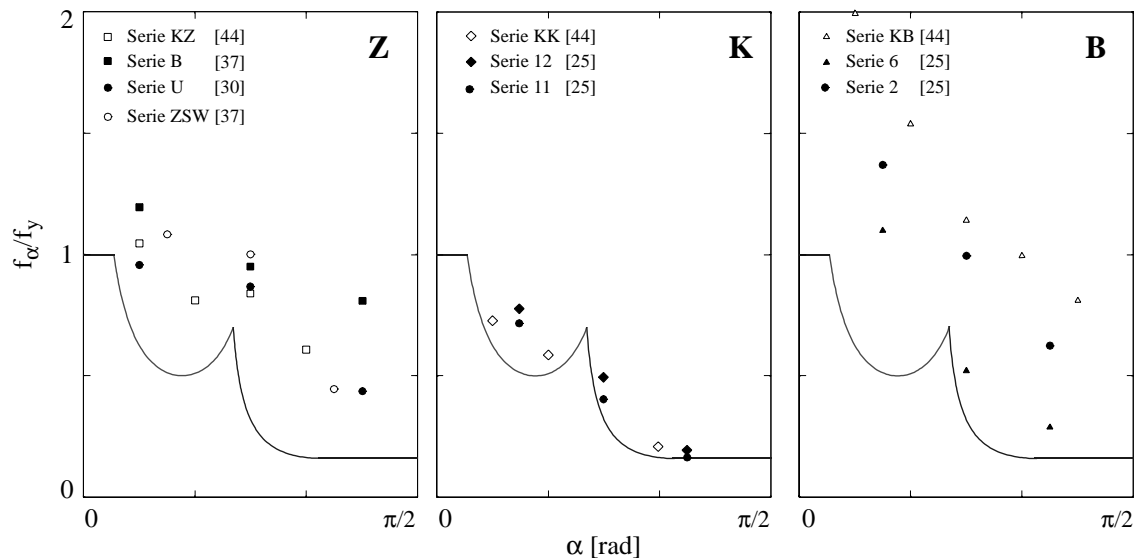 2
Serie KZ [44]
Serie B [37]
Serie U [30]
Serie ZSW [37]
Z
Serie KK [44]
Serie 12 [25]
Serie 11 [25]
K
Serie KB [44]
Serie 6 [25]
Serie 2 [25]
B
fα/fy
1
0
0 π/2
0 π/2
0 π/2
α [rad]